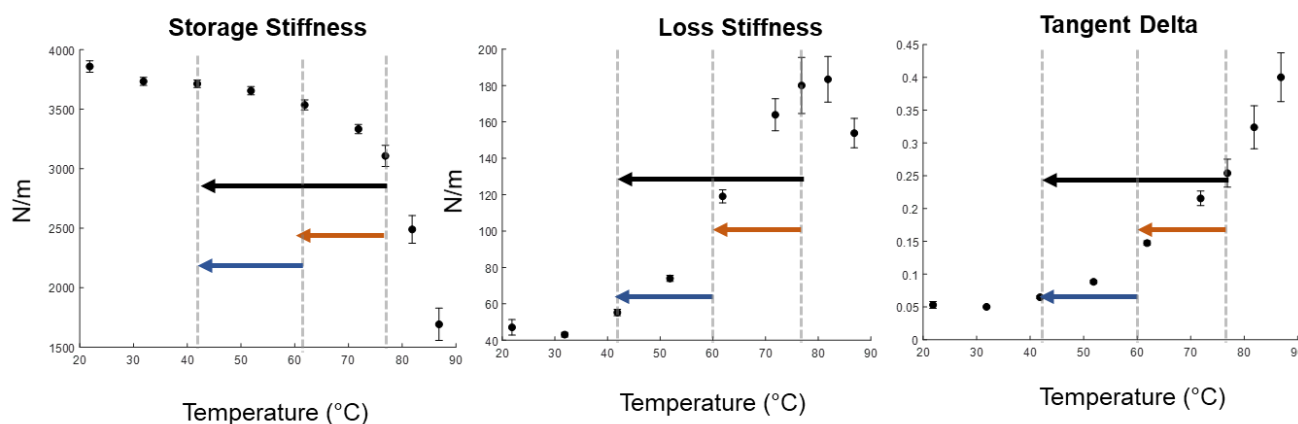 Storage Stiffness
N/m
4000
3500
3000
2500
2000
1500
20 30 40 50 60 70 80 90
Temperature (°C)
Loss Stiffness
N/m
200
180
160
140
120
100
80
60
40
20 30 40 50 60 70 80 90
Temperature (°C)
Tangent Delta
0.45
0.4
0.35
0.3
0.25
0.2
0.15
0.1
0.05
0
20 30 40 50 60 70 80
Temperature (°C)